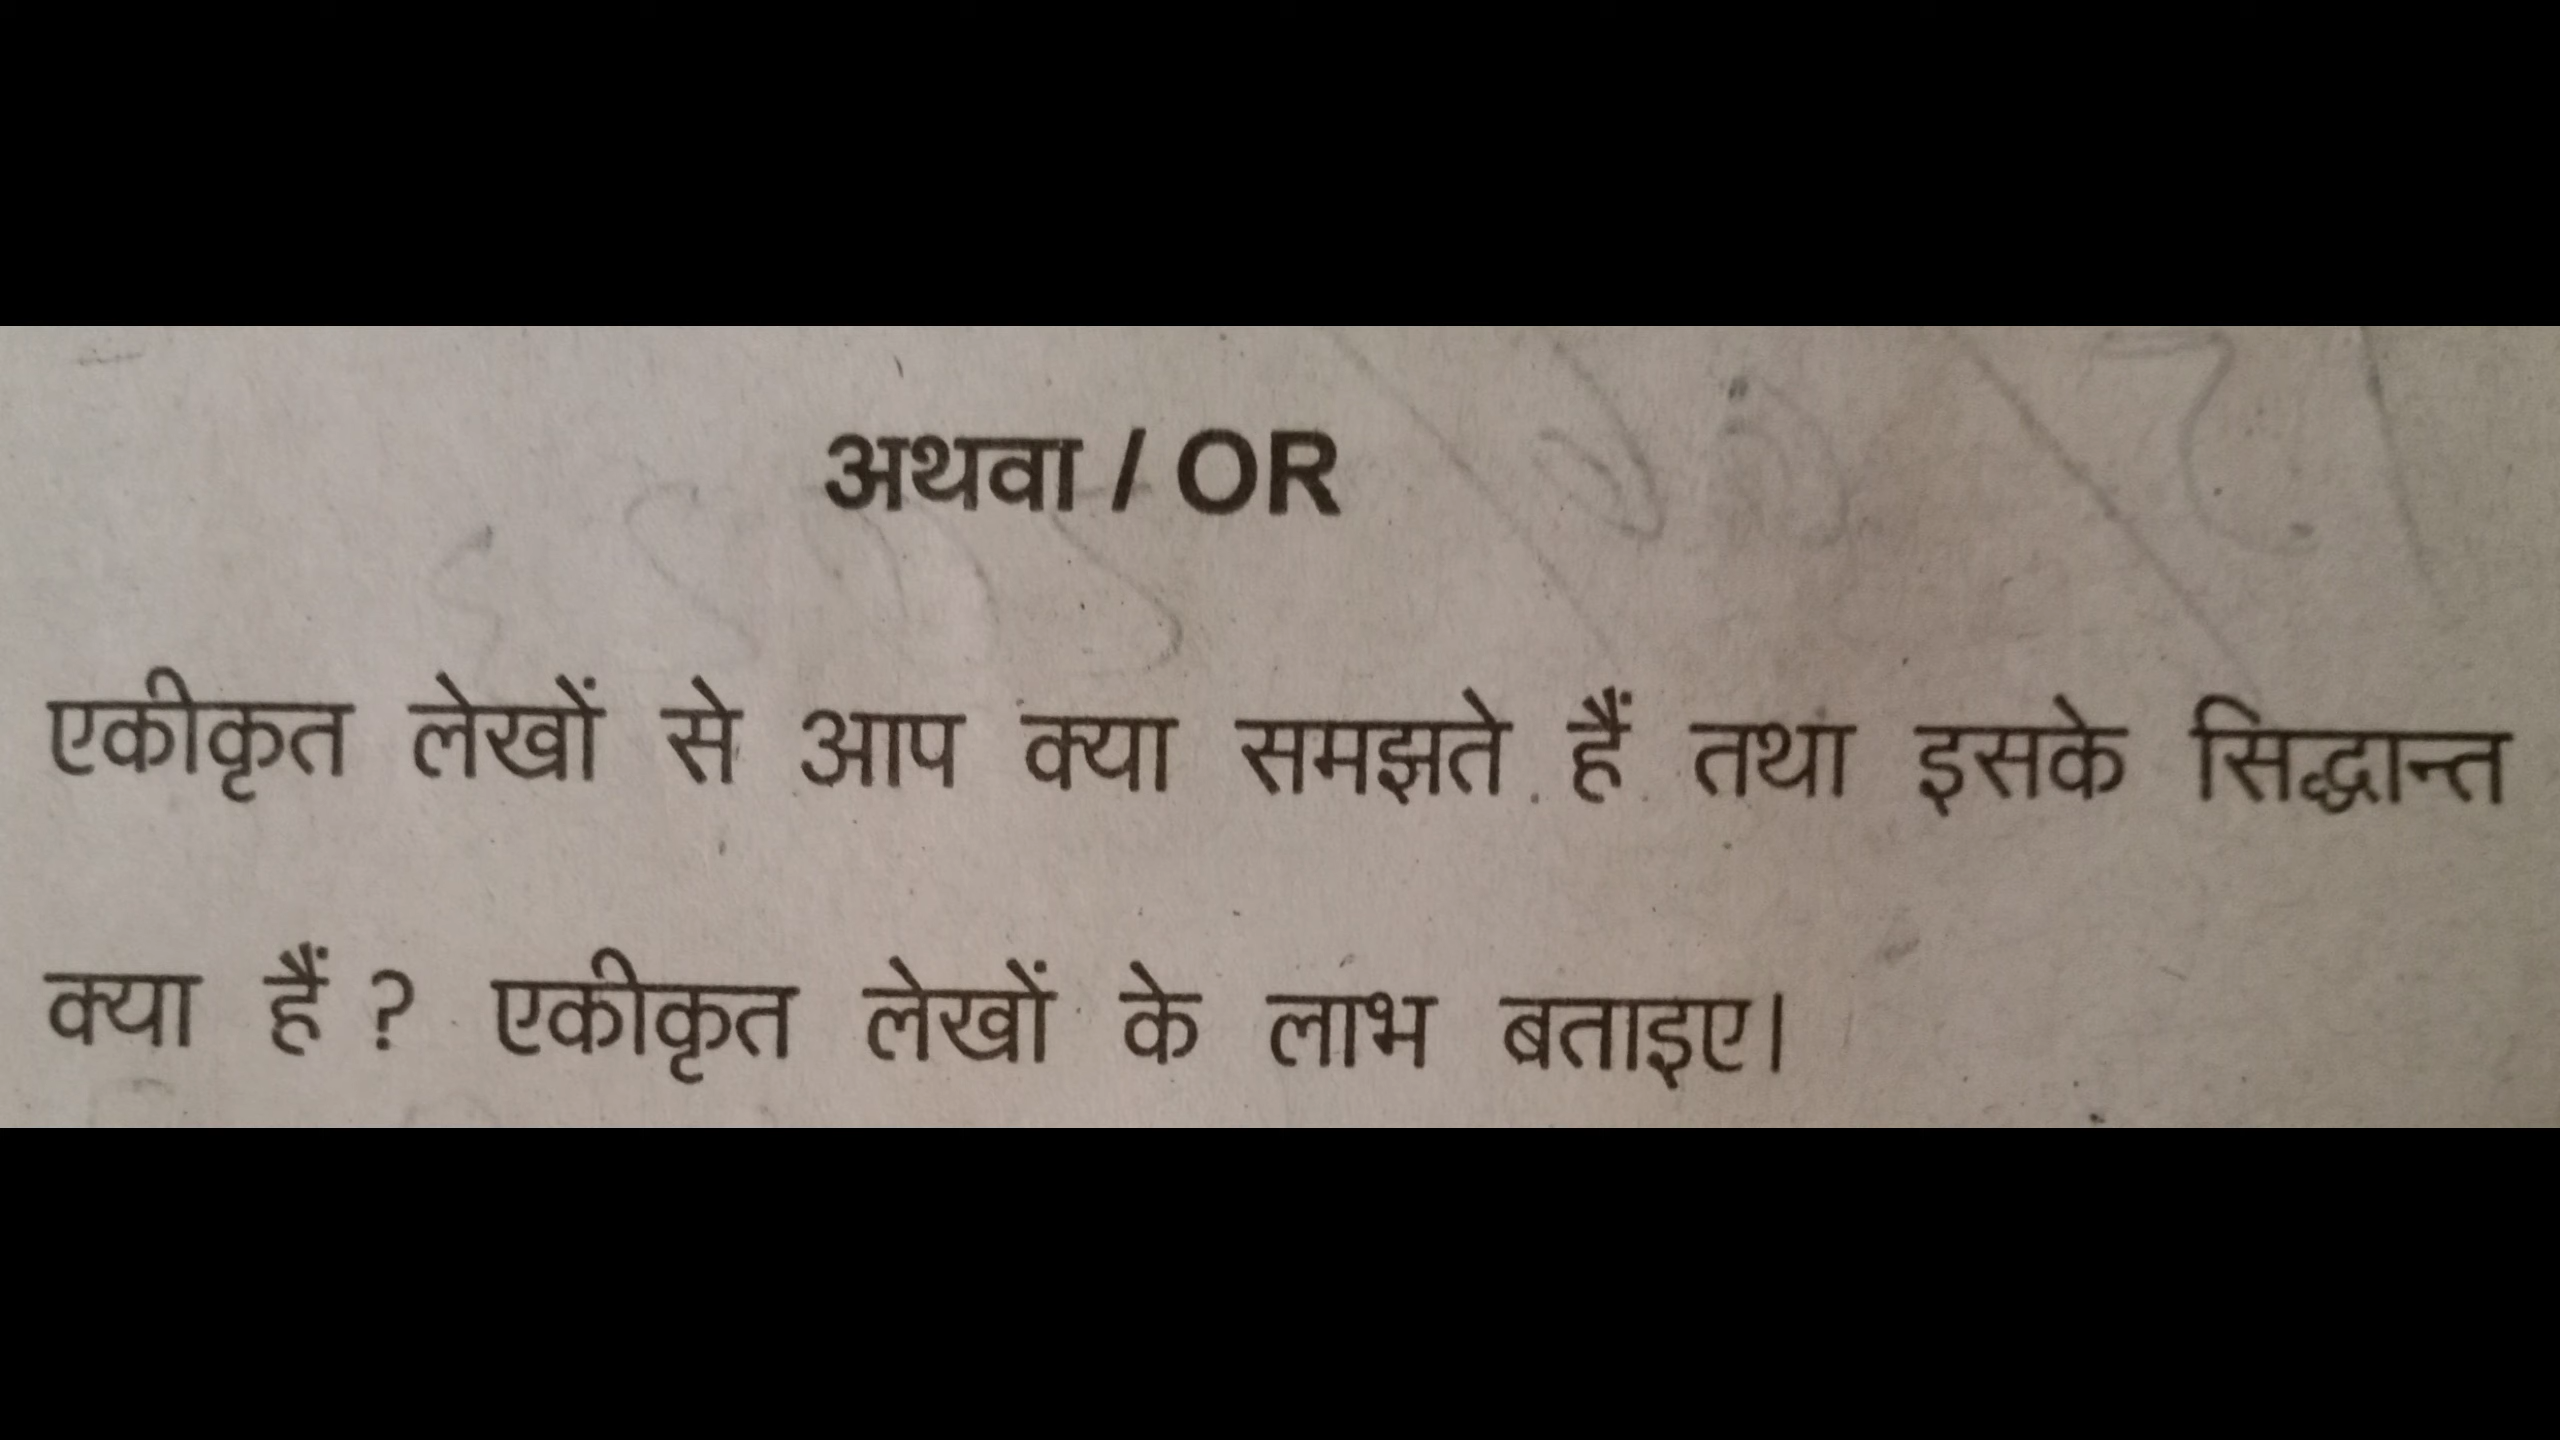 अथवा / OR
एकीकृत लेखों से आप क्या समझते हैं तथा इसके सिद्धान्त
क्या हैं ? एकीकृत लेखों के लाभ बताइए।